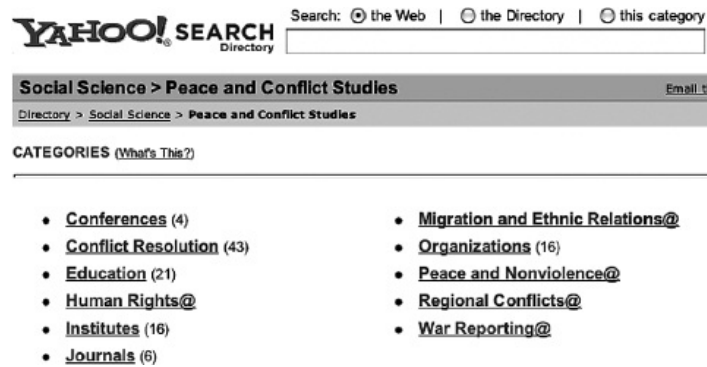 Search: the Web | the Directory | this category
YAHOO! SEARCH
Directory
Social Science > Peace and Conflict Studies Email t
Directory > Social Science > Peace and Conflict Studies
CATEGORIES (What's This?)
• Conferences (4)
• Conflict Resolution (43)
• Education (21)
• Human Rights@
• Institutes (16)
• Journals (6)
• Migration and Ethnic Relations@
• Organizations (16)
• Peace and Nonviolence@
• Regional Conflicts@
• War Reporting@